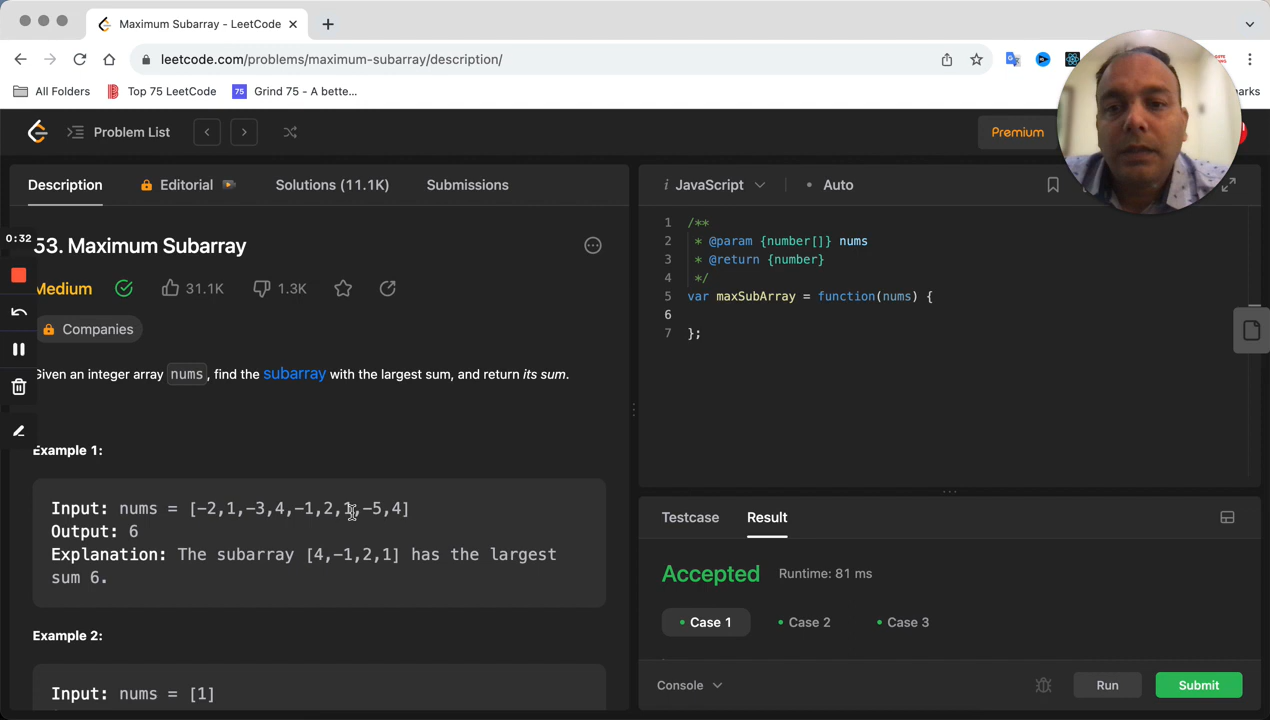 Maximum Subarray - LeetCode
leetcode.com/problems/maximum-subarray/description/
All Folders Top 75 LeetCode 75 Grind 75 - A bette...
Problem List Premium
Description Editorial Solutions (11.1K) Submissions
JavaScript Auto
0:32
53. Maximum Subarray
Medium 31.1K 1.3K
Companies
Given an integer array nums, find the subarray with the largest sum, and return its sum.
Example 1:
Input: nums = [-2,1,-3,4,-1,2,1,-5,4]
Output: 6
Explanation: The subarray [4,-1,2,1] has the largest
sum 6.
Example 2:
Input: nums = [1]
1 /**
2 * @param {number[]} nums
3 * @return {number}
4 */
5 var maxSubArray = function(nums) {
6
7 };
Testcase Result
Accepted Runtime: 81 ms
Case 1 Case 2 Case 3
Console Run Submit